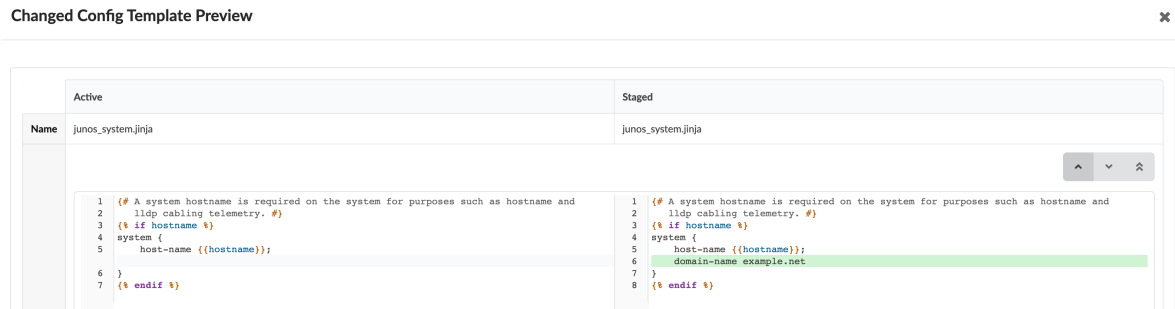 Changed Config Template Preview
Active
Staged
Name
junos_system.jinja
junos_system.jinja
1 {# A system hostname is required on the system for purposes such as hostname and
2 lldp cabling telemetry. #}
3 {% if hostname %}
4 system {
5 host-name {{hostname}};
6 }
7 {% endif %}
1 {# A system hostname is required on the system for purposes such as hostname and
2 lldp cabling telemetry. #}
3 {% if hostname %}
4 system {
5 host-name {{hostname}};
6 domain-name example.net
7 }
8 {% endif %}